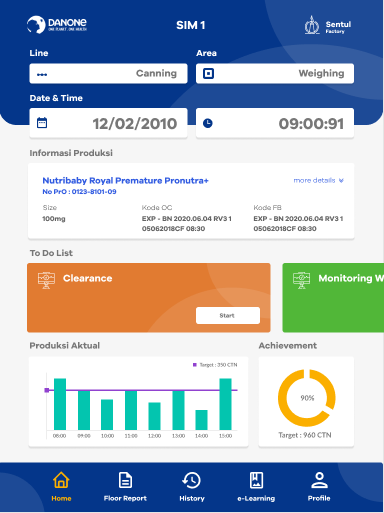 DANONE
ONE PLANET. ONE HEALTH
SIM 1
Sentul
Factory
Line
Area
Canning
Weighing
Date & Time
12/02/2010
09:00:91
Informasi Produksi
Nutribaby Royal Premature Pronutra+
more details
No PrO : 0123-8101-09
Size
Kode OC
Kode FB
100mg
EXP - BN 2020.06.04 RV3 1
EXP - BN 2020.06.04 RV3 1
05062018CF 08:30
05062018CF 08:30
To Do List
Clearance
Monitoring W
Start
Produksi Aktual
Achievement
Target : 350 CTN
90%
08:00 09:00 10:00 11:00 12:00 13:00 14:00 15:00
Target : 960 CTN
Home
Floor Report
History
e-Learning
Profile